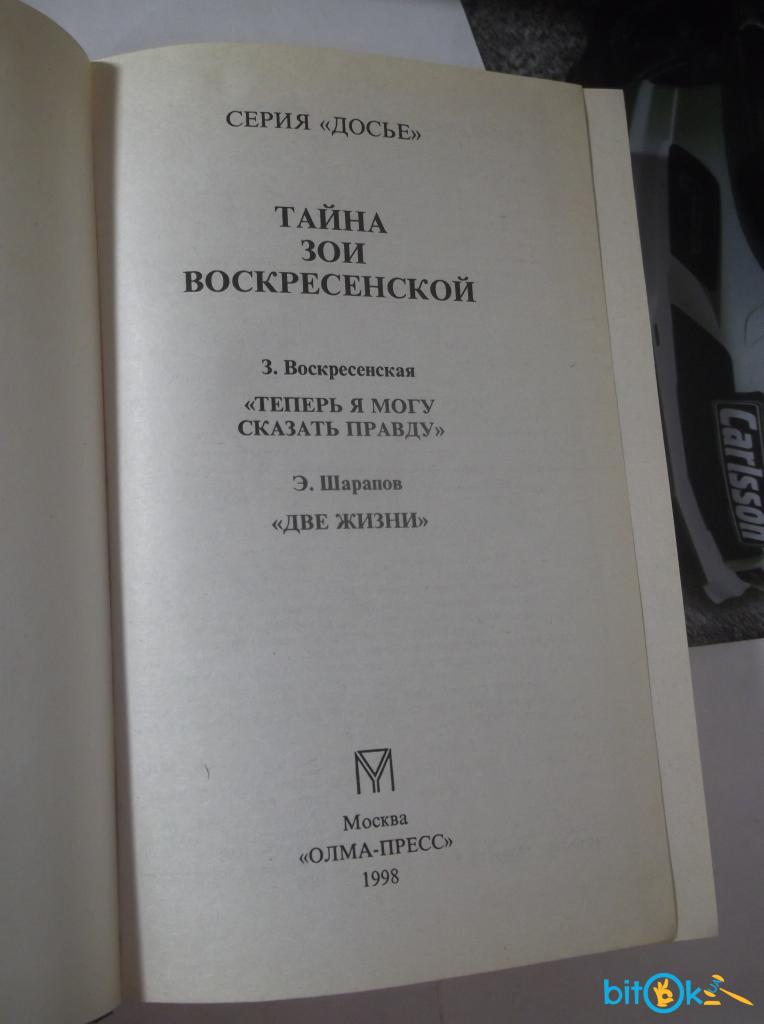 СЕРИЯ «ДОСЬЕ»
ТАЙНА
ЗОИ
ВОСКРЕСЕНСКОЙ
З. Воскресенская
«ТЕПЕРЬ Я МОГУ
СКАЗАТЬ ПРАВДУ»
Э. Шарапов
«ДВЕ ЖИЗНИ»
Москва
«ОЛМА-ПРЕСС»
1998
Carlsson
bitok